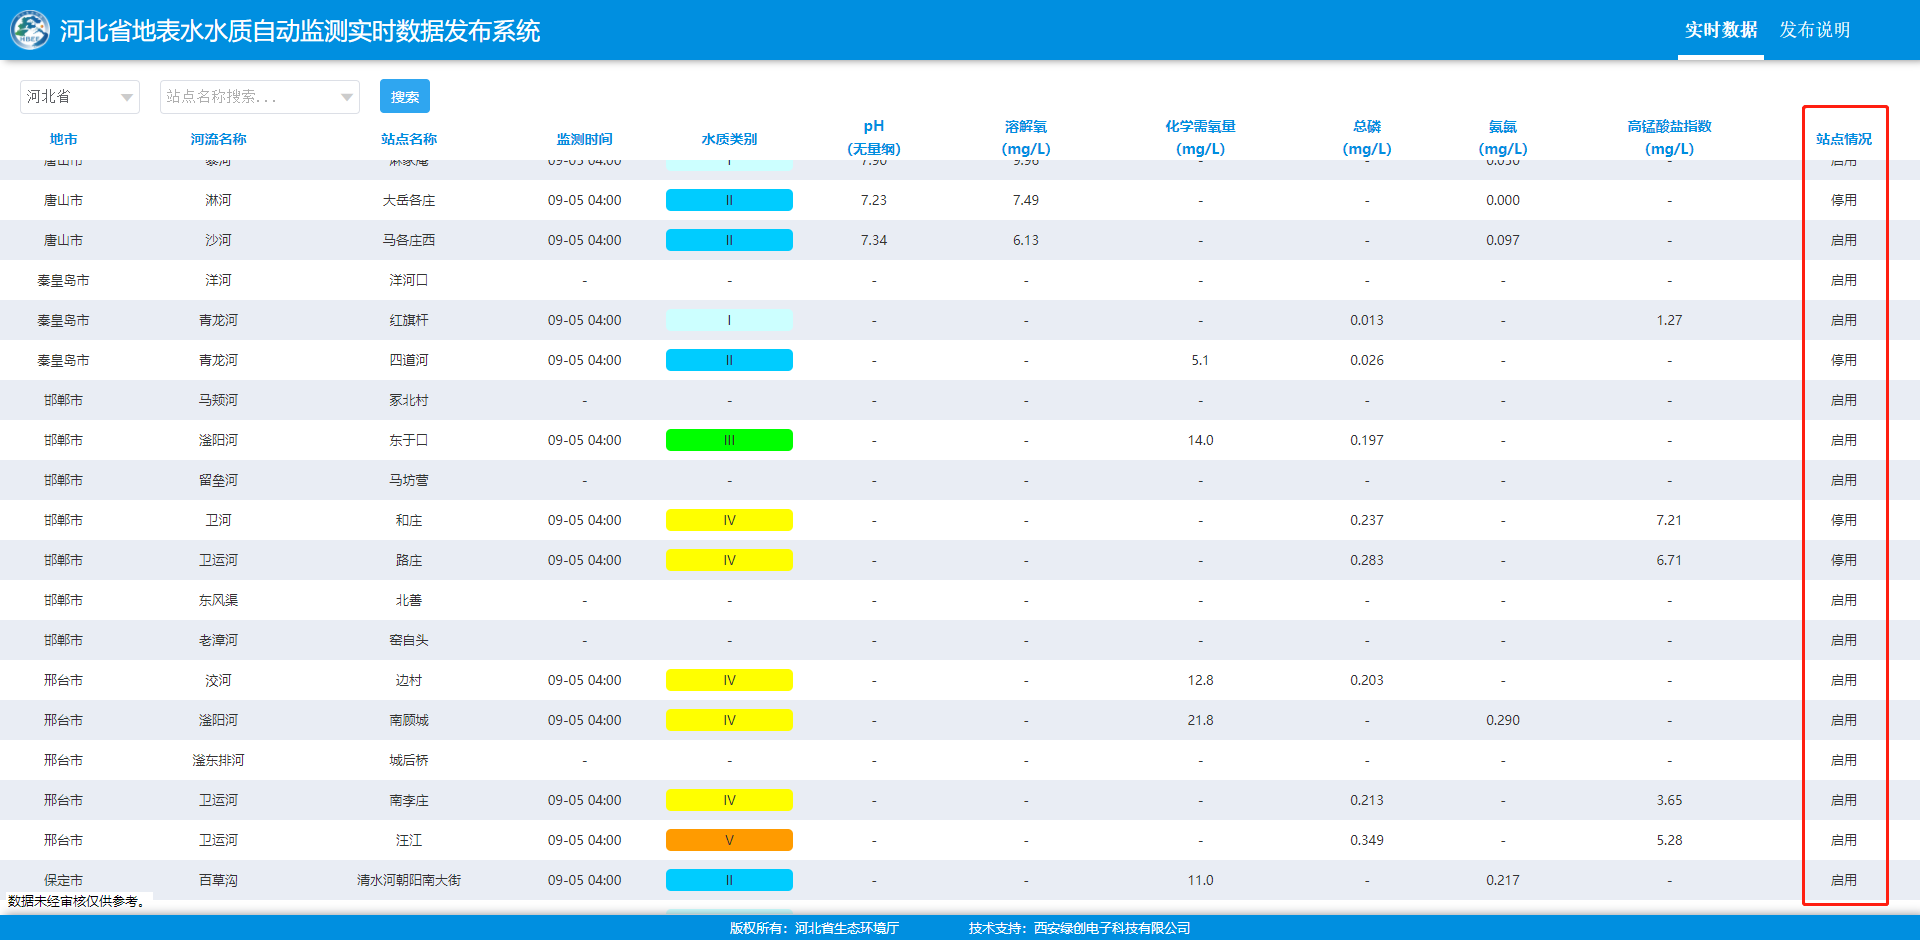 河北省地表水水质自动监测实时数据发布系统
实时数据 发布说明
河北省 站点名称搜索... 搜索
地市 河流名称 站点名称 监测时间 水质类别 pH (无量纲) 溶解氧 (mg/L) 化学需氧量 (mg/L) 总磷 (mg/L) 氨氮 (mg/L) 高锰酸盐指数 (mg/L) 站点情况
唐山市 黎河 麻家庵 09-05 04:00 I 7.90 9.96 - - 0.030 - 启用
唐山市 淋河 大岳各庄 09-05 04:00 II 7.23 7.49 - - 0.000 - 停用
唐山市 沙河 马各庄西 09-05 04:00 II 7.34 6.13 - - 0.097 - 启用
秦皇岛市 洋河 洋河口 - - - - - - - - 启用
秦皇岛市 青龙河 红旗杆 09-05 04:00 I - - - 0.013 - 1.27 启用
秦皇岛市 青龙河 四道河 09-05 04:00 II - - 5.1 0.026 - - 停用
邯郸市 马颊河 冢北村 - - - - - - - - 启用
邯郸市 滏阳河 东于口 09-05 04:00 III - - 14.0 0.197 - - 启用
邯郸市 留垒河 马坊营 - - - - - - - - 启用
邯郸市 卫河 和庄 09-05 04:00 IV - - - 0.237 - 7.21 停用
邯郸市 卫运河 路庄 09-05 04:00 IV - - - 0.283 - 6.71 停用
邯郸市 东风渠 北善 - - - - - - - - 启用
邯郸市 老漳河 窑自头 - - - - - - - - 启用
邢台市 洨河 边村 09-05 04:00 IV - - 12.8 0.203 - - 启用
邢台市 滏阳河 南顾城 09-05 04:00 IV - - 21.8 - 0.290 - 启用
邢台市 滏东排河 城后桥 - - - - - - - - 启用
邢台市 卫运河 南李庄 09-05 04:00 IV - - - 0.213 - 3.65 启用
邢台市 卫运河 汪江 09-05 04:00 V - - - 0.349 - 5.28 启用
保定市 百草沟 清水河朝阳南大街 09-05 04:00 II - - 11.0 - 0.217 - 启用
数据未经审核仅供参考。
版权所有：河北省生态环境厅 技术支持：西安绿创电子科技有限公司